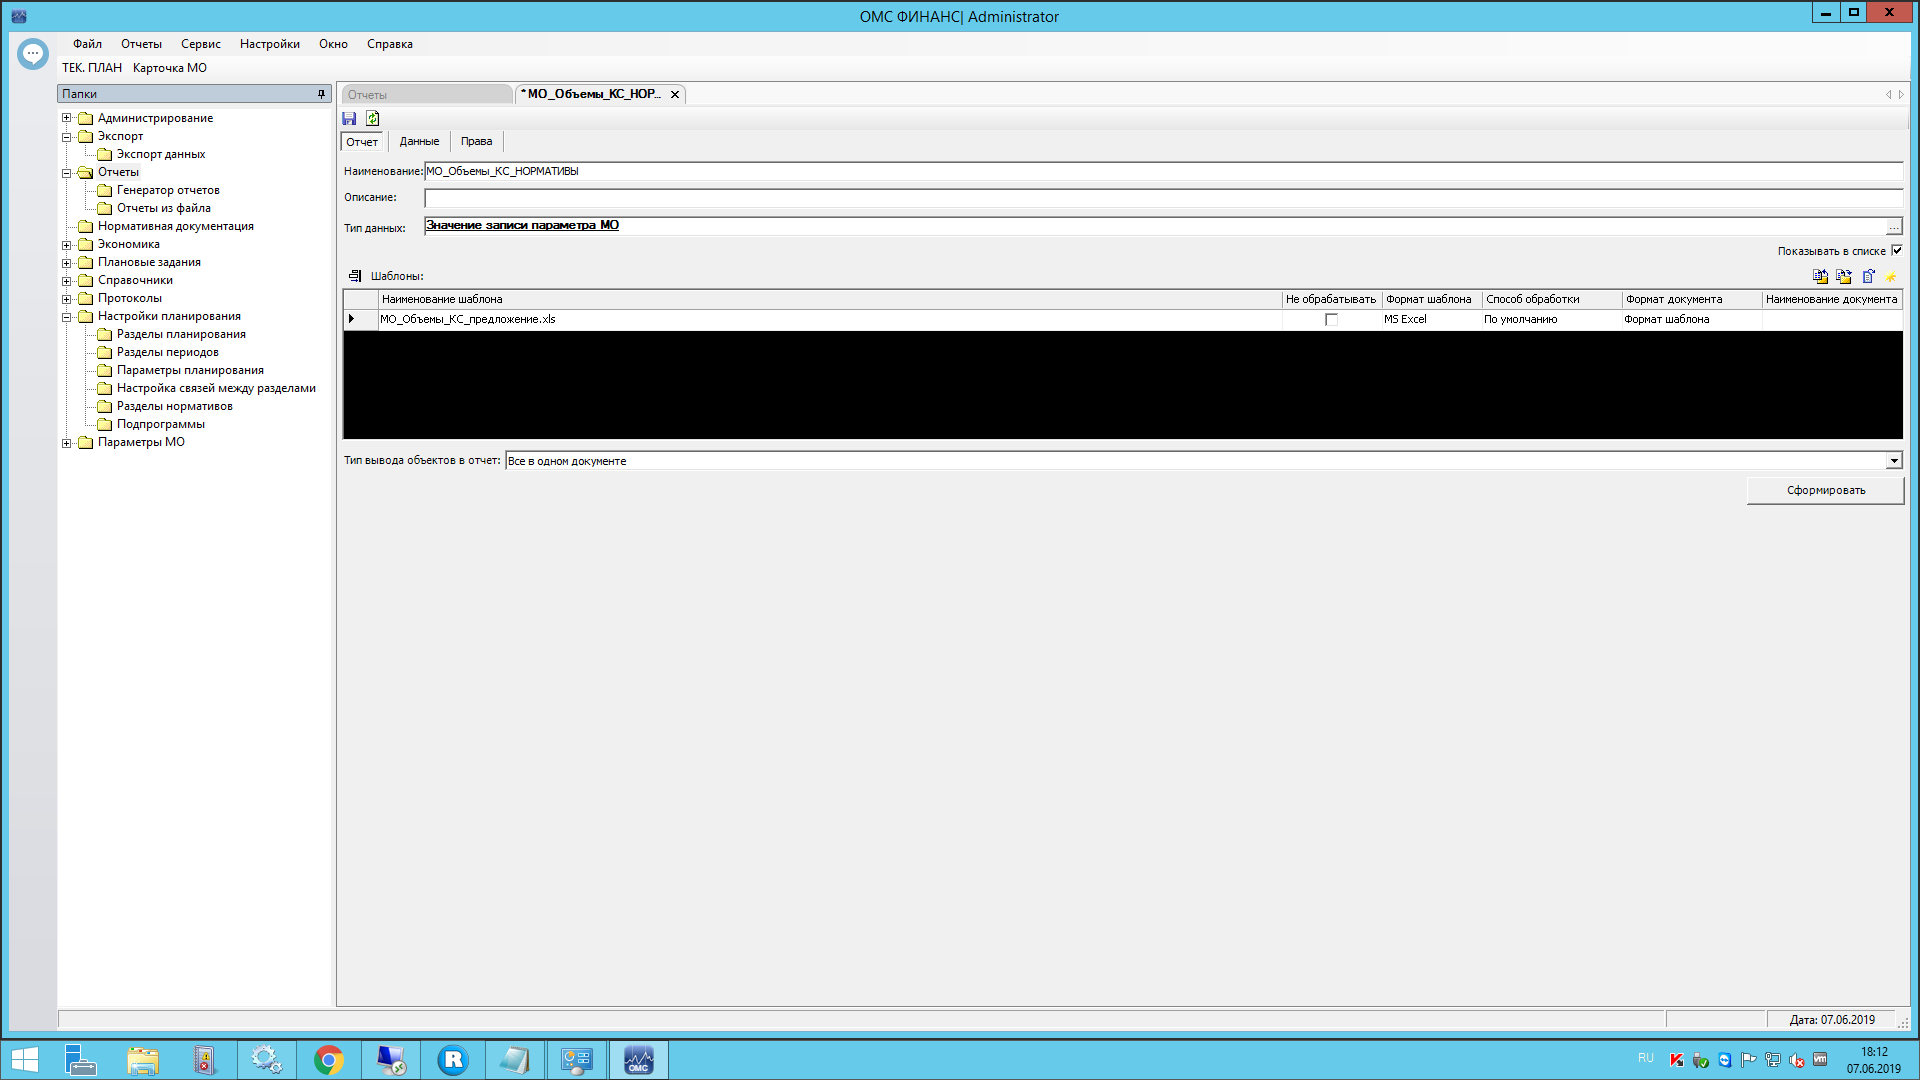 ОМС ФИНАНС| Administrator
Файл Отчеты Сервис Настройки Окно Справка
ТЕК. ПЛАН Карточка МО
Папки
Администрирование
Экспорт
Экспорт данных
Отчеты
Генератор отчетов
Отчеты из файла
Нормативная документация
Экономика
Плановые задания
Справочники
Протоколы
Настройки планирования
Разделы планирования
Разделы периодов
Параметры планирования
Настройка связей между разделами
Разделы нормативов
Подпрограммы
Параметры МО
Отчеты *МО_Объемы_КС_НОР...
Отчет Данные Права
Наименование: МО_Объемы_КС_НОРМАТИВЫ
Описание:
Тип данных: Значение записи параметра МО ...
Показывать в списке
Шаблоны:
Наименование шаблона Не обрабатывать Формат шаблона Способ обработки Формат документа Наименование документа
МО_Объемы_КС_предложение.xls MS Excel По умолчанию Формат шаблона
Тип вывода объектов в отчет: Все в одном документе
Сформировать
Дата: 07.06.2019
R
ОМС
RU
vm
18:12
07.06.2019